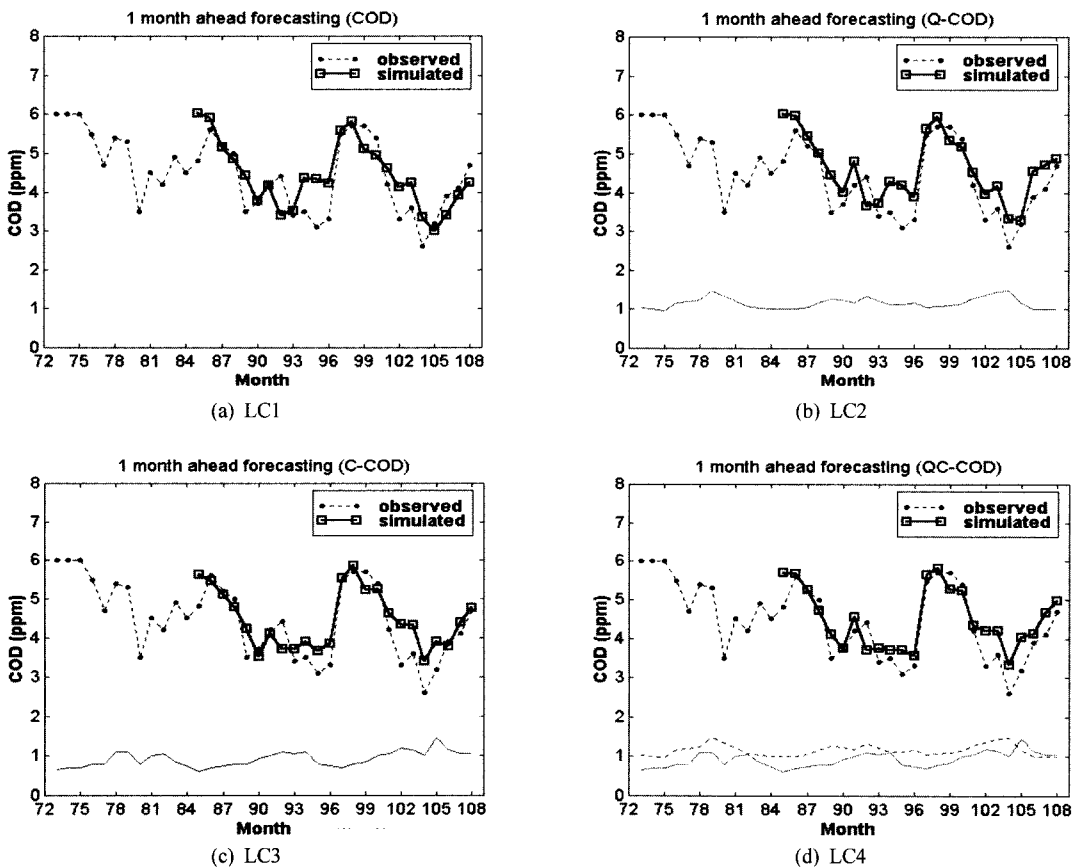 1 month ahead forecasting (COD)
8
7
6
5
4
3
2
1
0
COD (ppm)
observed
simulated
72 75 78 81 84 87 90 93 96 99 102 105 108
Month
(a) LC1
1 month ahead forecasting (Q-COD)
8
7
6
5
4
3
2
1
0
COD (ppm)
observed
simulated
72 75 78 81 84 87 90 93 96 99 102 105 108
Month
(b) LC2
1 month ahead forecasting (C-COD)
8
7
6
5
4
3
2
1
0
COD (ppm)
observed
simulated
72 75 78 81 84 87 90 93 96 99 102 105 108
(c) LC3
1 month ahead forecasting (QC-COD)
8
7
6
5
4
3
2
1
0
COD (ppm)
observed
simulated
72 75 78 81 84 87 90 93 96 99 102 105 108
Month
(d) LC4